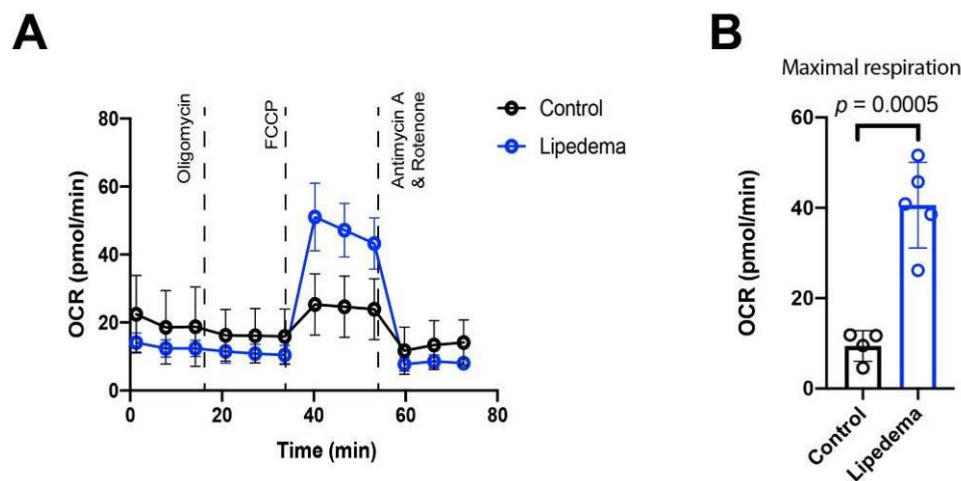 A
B
Maximal respiration
p = 0.0005
Oligomycin
FCCP
Antimycin A
& Rotenone
Control
Lipedema
OCR (pmol/min)
80
60
40
20
0
0
20
40
60
80
Time (min)
OCR (pmol/min)
60
40
20
0
Control
Lipedema